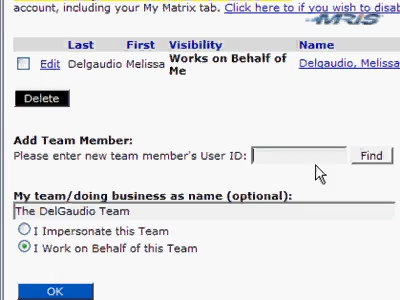 account, including your My Matrix tab. Click here to if you wish to disab
MRIS
Last First Visibility Name
Edit Delgaudio Melissa Works on Behalf of Me Delgaudio, Melissa
Delete
Add Team Member:
Please enter new team member's User ID: Find
My team/doing business as name (optional):
The DelGaudio Team
I Impersonate this Team
I Work on Behalf of this Team
OK